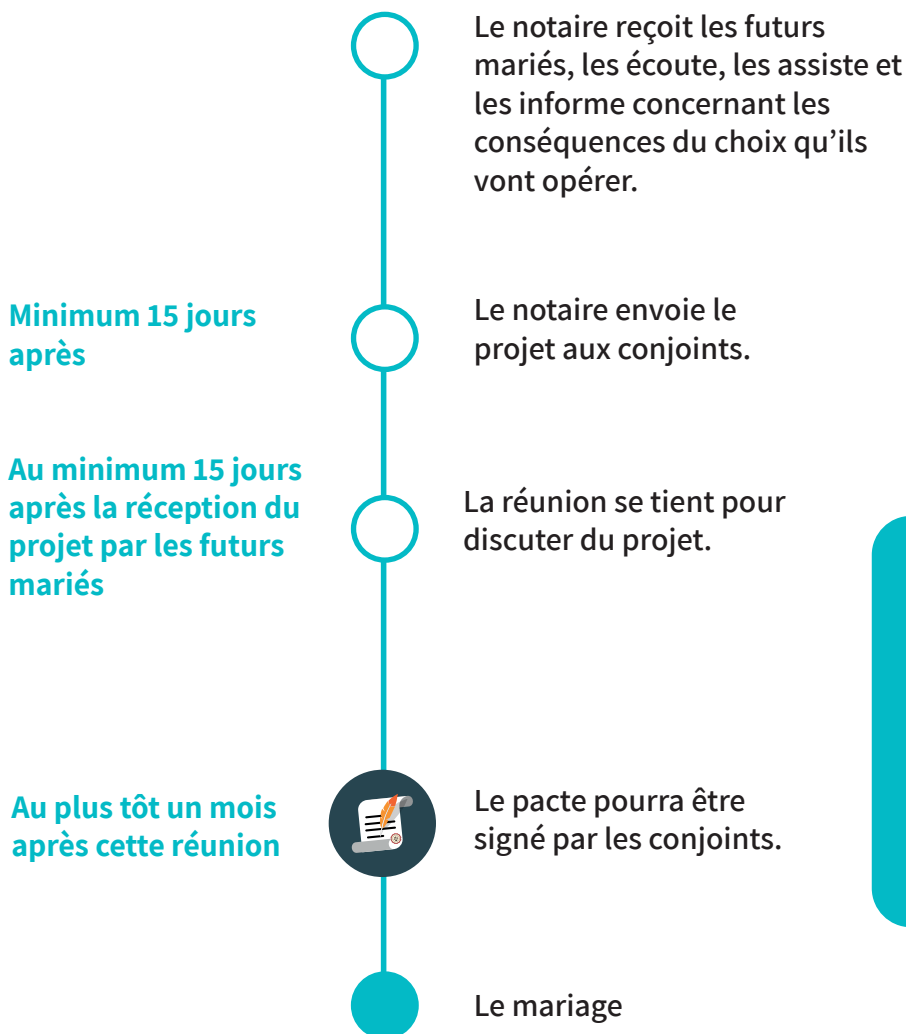 Le notaire reçoit les futurs
mariés, les écoute, les assiste et
les informe concernant les
conséquences du choix qu’ils
vont opérer.
Minimum 15 jours
après
Le notaire envoie le
projet aux conjoints.
Au minimum 15 jours
après la réception du
projet par les futurs
mariés
La réunion se tient pour
discuter du projet.
Au plus tôt un mois
après cette réunion
Le pacte pourra être
signé par les conjoints.
Le mariage